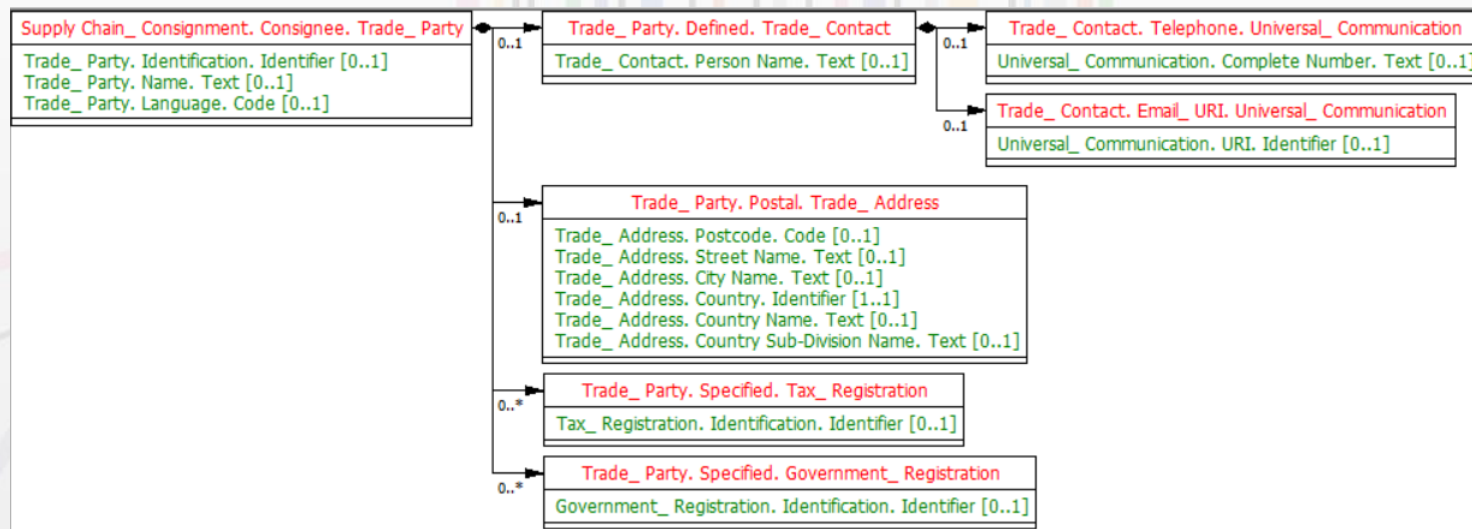 Supply Chain_ Consignment. Consignee. Trade_ Party
Trade_ Party. Identification. Identifier [0..1]
Trade_ Party. Name. Text [0..1]
Trade_ Party. Language. Code [0..1]
0..1
Trade_ Party. Defined. Trade_ Contact
Trade_ Contact. Person Name. Text [0..1]
0..1
Trade_ Contact. Telephone. Universal_ Communication
Universal_ Communication. Complete Number. Text [0..1]
0..1
Trade_ Contact. Email_ URI. Universal_ Communication
Universal_ Communication. URI. Identifier [0..1]
0..1
Trade_ Party. Postal. Trade_ Address
Trade_ Address. Postcode. Code [0..1]
Trade_ Address. Street Name. Text [0..1]
Trade_ Address. City Name. Text [0..1]
Trade_ Address. Country. Identifier [1..1]
Trade_ Address. Country Name. Text [0..1]
Trade_ Address. Country Sub-Division Name. Text [0..1]
0..*
Trade_ Party. Specified. Tax_ Registration
Tax_ Registration. Identification. Identifier [0..1]
0..*
Trade_ Party. Specified. Government_ Registration
Government_ Registration. Identification. Identifier [0..1]